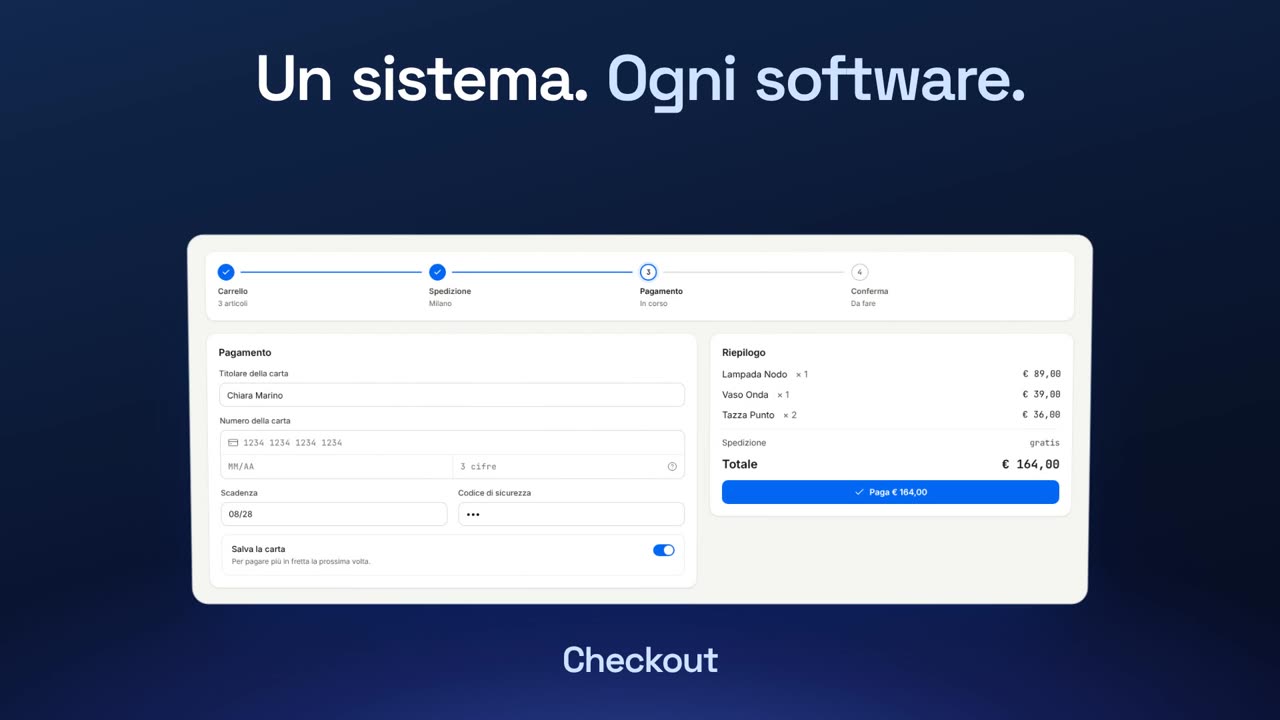 Un sistema. Ogni software.
3
4
Carrello
Spedizione
Pagamento
Conferma
3 articoli
Milano
In corso
Da fare
Pagamento
Titolare della carta
Chiara Marino
Numero della carta
1234 1234 1234 1234
MM/AA
3 cifre
?
Scadenza
Codice di sicurezza
08/28
•••
Salva la carta
Per pagare più in fretta la prossima volta.
Riepilogo
Lampada Nodo × 1 € 89,00
Vaso Onda × 1 € 39,00
Tazza Punto × 2 € 36,00
Spedizione gratis
Totale € 164,00
Paga € 164,00
Checkout